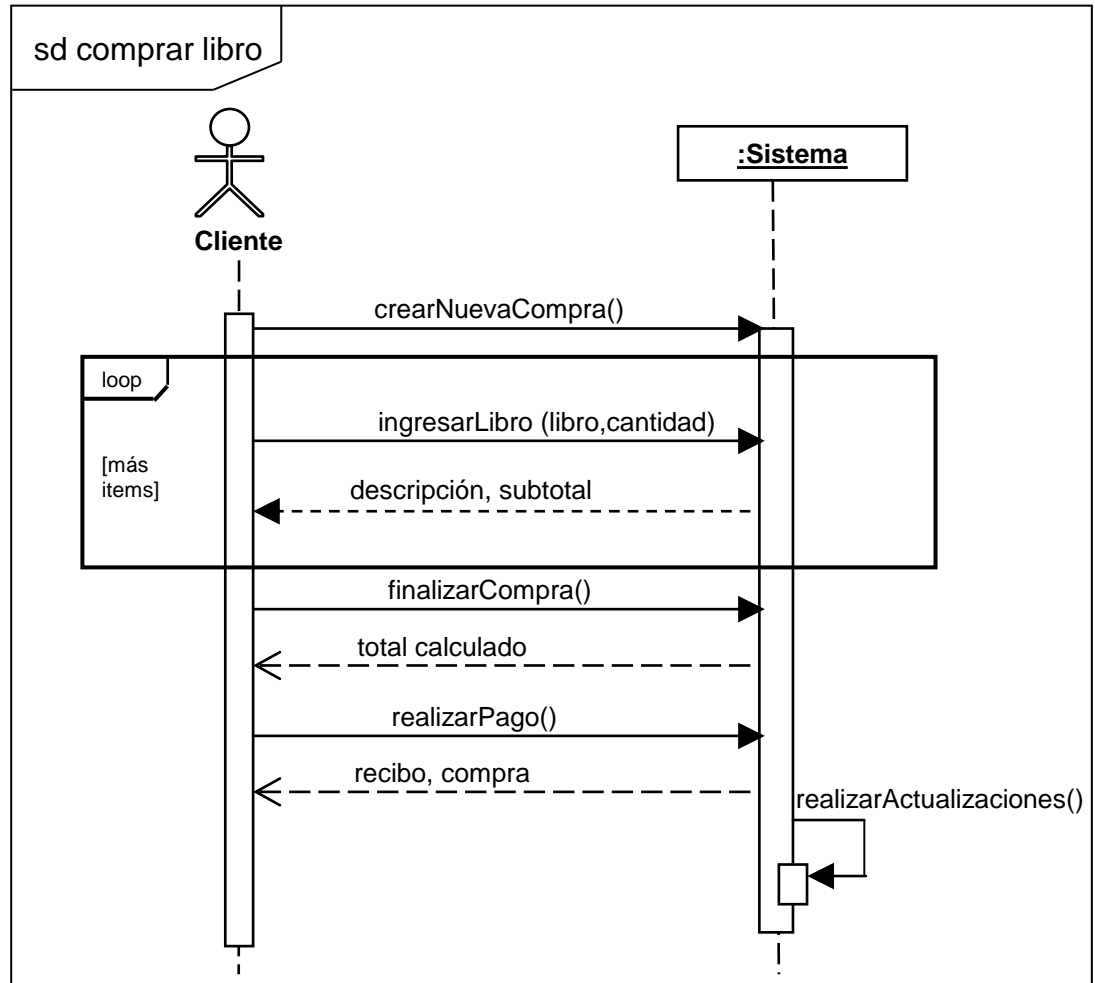 sd comprar libro
:Sistema
Cliente
crearNuevaCompra()
loop
ingresarLibro (libro,cantidad)
[más
items]
descripción, subtotal
finalizarCompra()
total calculado
realizarPago()
recibo, compra
realizarActualizaciones()